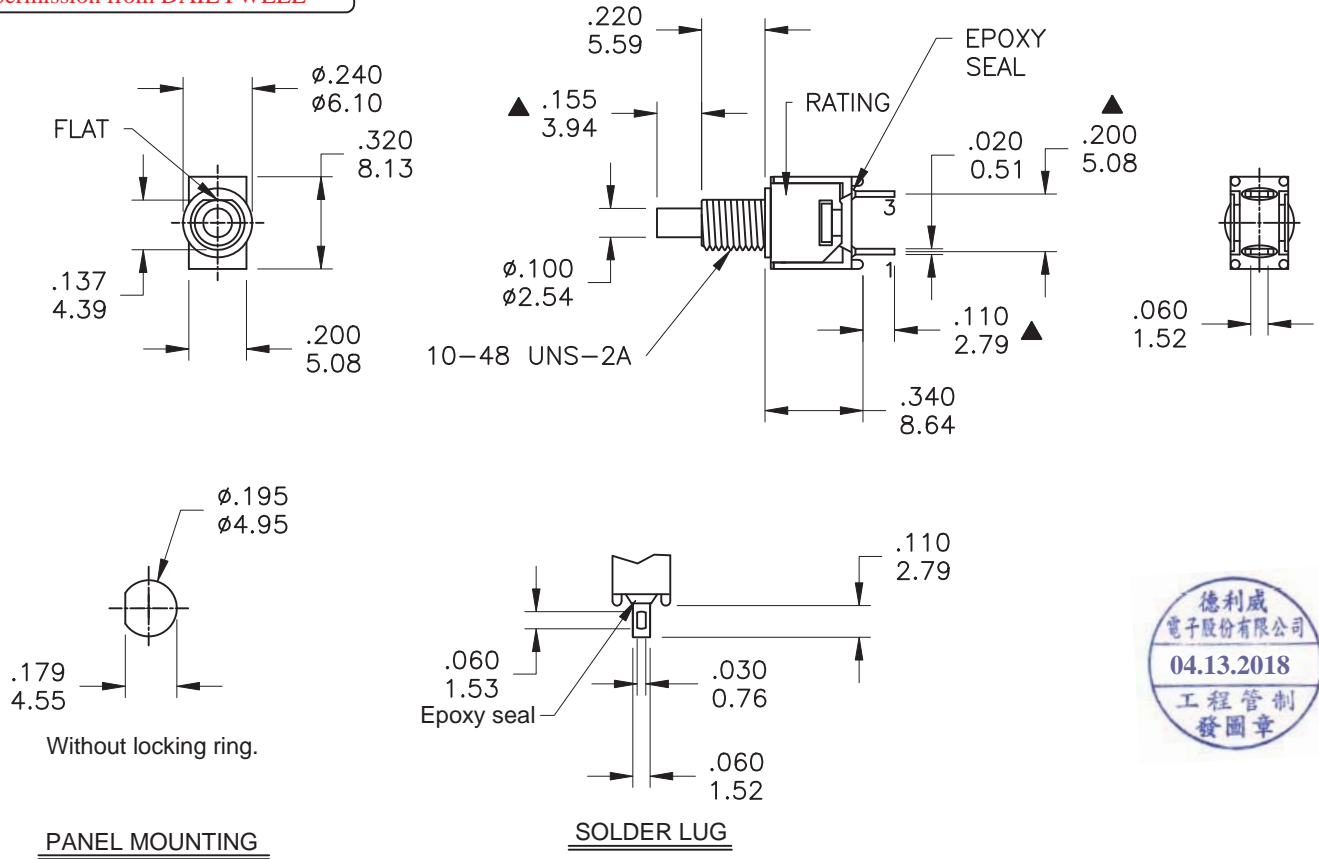 permission from DAILYWELL
.220
5.59
EPOXY
SEAL
Ø.240
Ø6.10
FLAT
▲ .155
3.94
RATING
▲
.200
5.08
.320
8.13
.020
0.51
3
1
.137
4.39
Ø.100
Ø2.54
.200
5.08
10-48 UNS-2A
.110
2.79 ▲
.060
1.52
.340
8.64
Ø.195
Ø4.95
.179
4.55
Without locking ring.
PANEL MOUNTING
.110
2.79
.060
1.53
Epoxy seal
.030
0.76
.060
1.52
SOLDER LUG
德利威
電子股份有限公司
04.13.2018
工程管制
發圖章